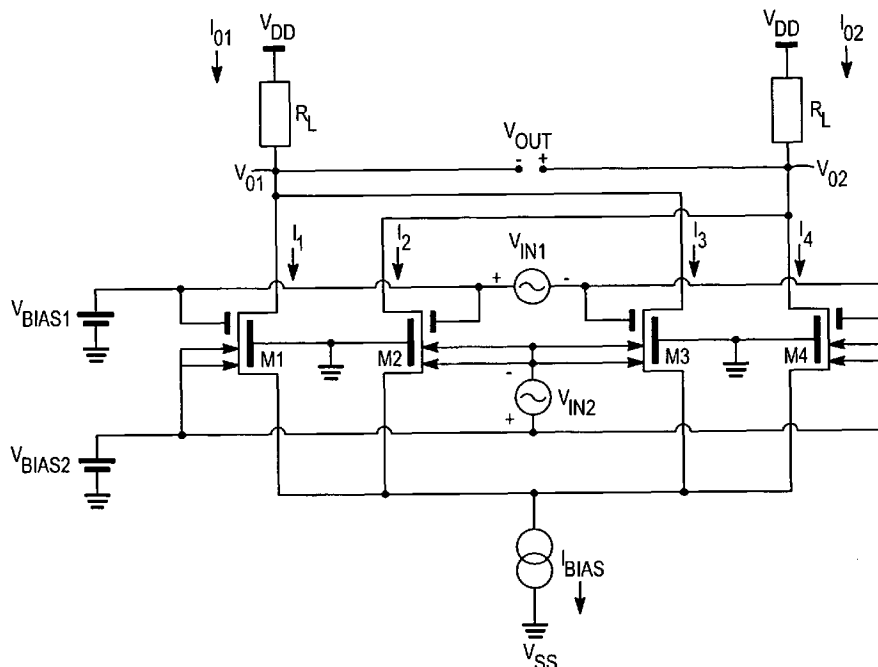 I01
VDD
VDD
I02
RL
RL
VOUT
- +
V01
V02
I1
I2
VIN1
I3
I4
+ -
VBIAS1
M1
M2
M3
M4
-
VIN2
+
VBIAS2
IBIAS
VSS